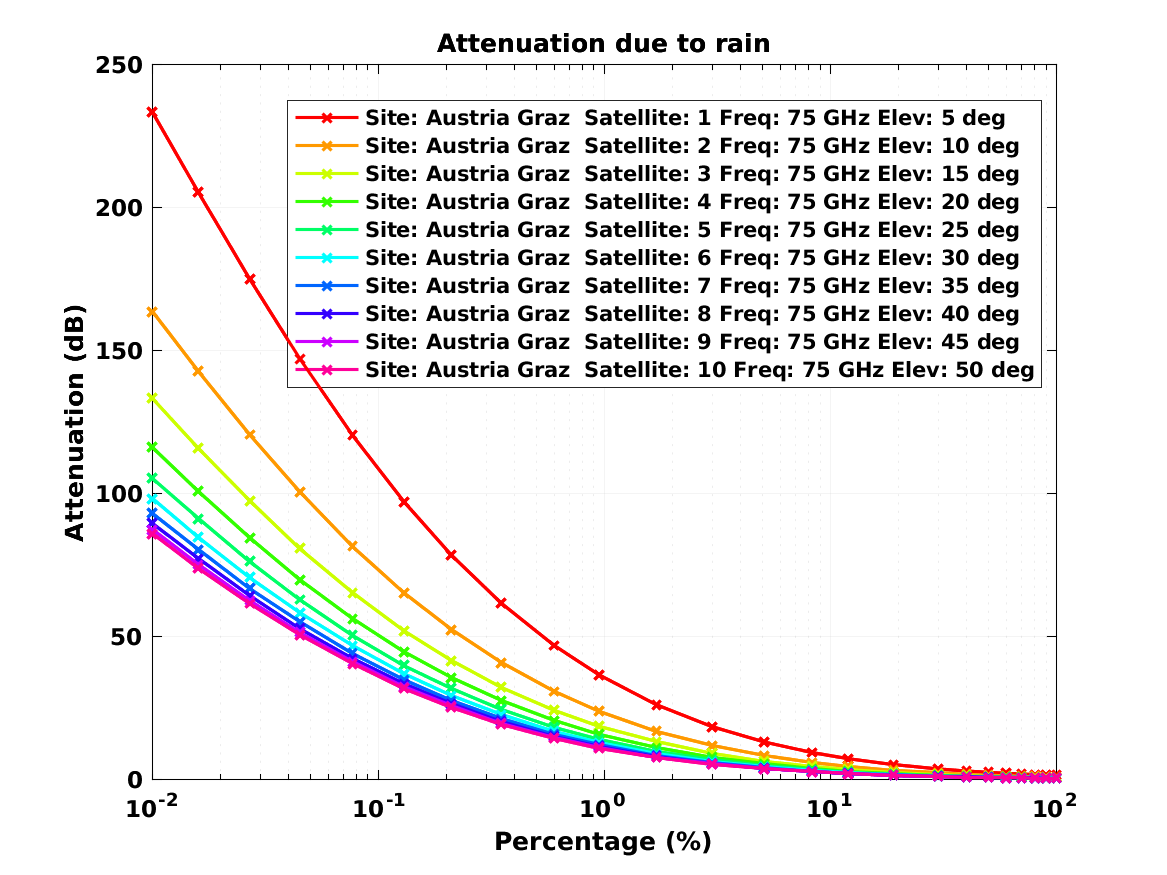 Attenuation due to rain
250
200
150
100
50
0
Attenuation (dB)
Site: Austria Graz  Satellite: 1 Freq: 75 GHz Elev: 5 deg
Site: Austria Graz  Satellite: 2 Freq: 75 GHz Elev: 10 deg
Site: Austria Graz  Satellite: 3 Freq: 75 GHz Elev: 15 deg
Site: Austria Graz  Satellite: 4 Freq: 75 GHz Elev: 20 deg
Site: Austria Graz  Satellite: 5 Freq: 75 GHz Elev: 25 deg
Site: Austria Graz  Satellite: 6 Freq: 75 GHz Elev: 30 deg
Site: Austria Graz  Satellite: 7 Freq: 75 GHz Elev: 35 deg
Site: Austria Graz  Satellite: 8 Freq: 75 GHz Elev: 40 deg
Site: Austria Graz  Satellite: 9 Freq: 75 GHz Elev: 45 deg
Site: Austria Graz  Satellite: 10 Freq: 75 GHz Elev: 50 deg
10^-2 10^-1 10^0 10^1 10^2
Percentage (%)